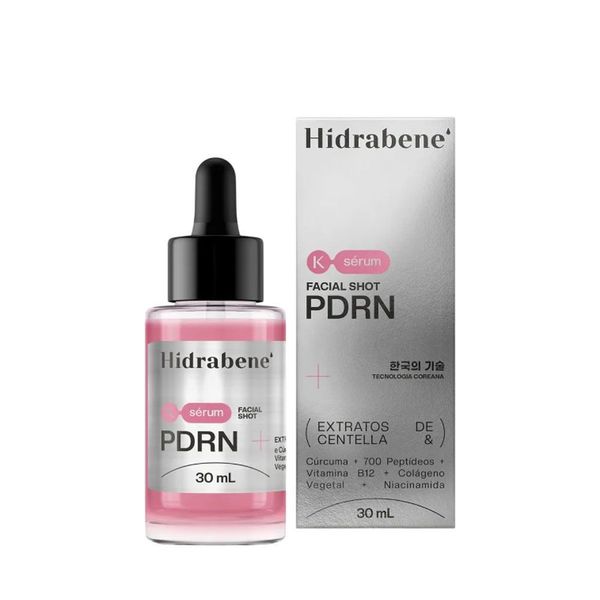 Hidrabene
K sérum
FACIAL SHOT
PDRN
한국의 기술
TECNOLOGIA COREANA
( EXTRATOS DE
CENTELLA & )
Cúrcuma + 700 Peptídeos +
Vitamina B12 + Colágeno
Vegetal + Niacinamida
30 mL
Hidrabene
K sérum
FACIAL
SHOT
PDRN
30 mL